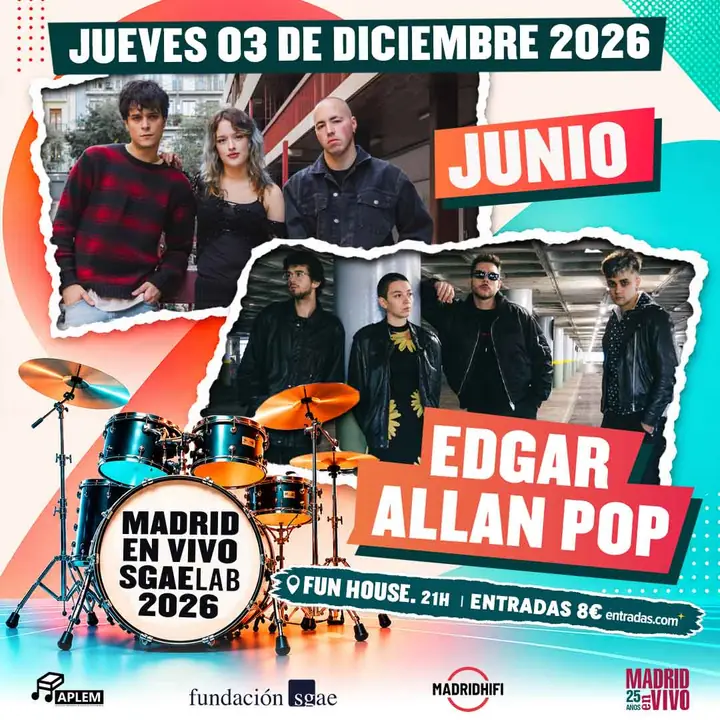 JUEVES 03 DE DICIEMBRE 2026
JUNIO
EDGAR
ALLAN POP
MADRID
EN VIVO
SGAELAB
2026
FUN HOUSE. 21H | ENTRADAS 8€ entradas.com
APLEM
fundación sgae
MADRIDHIFI
MADRID
25 AÑOS en VIVO